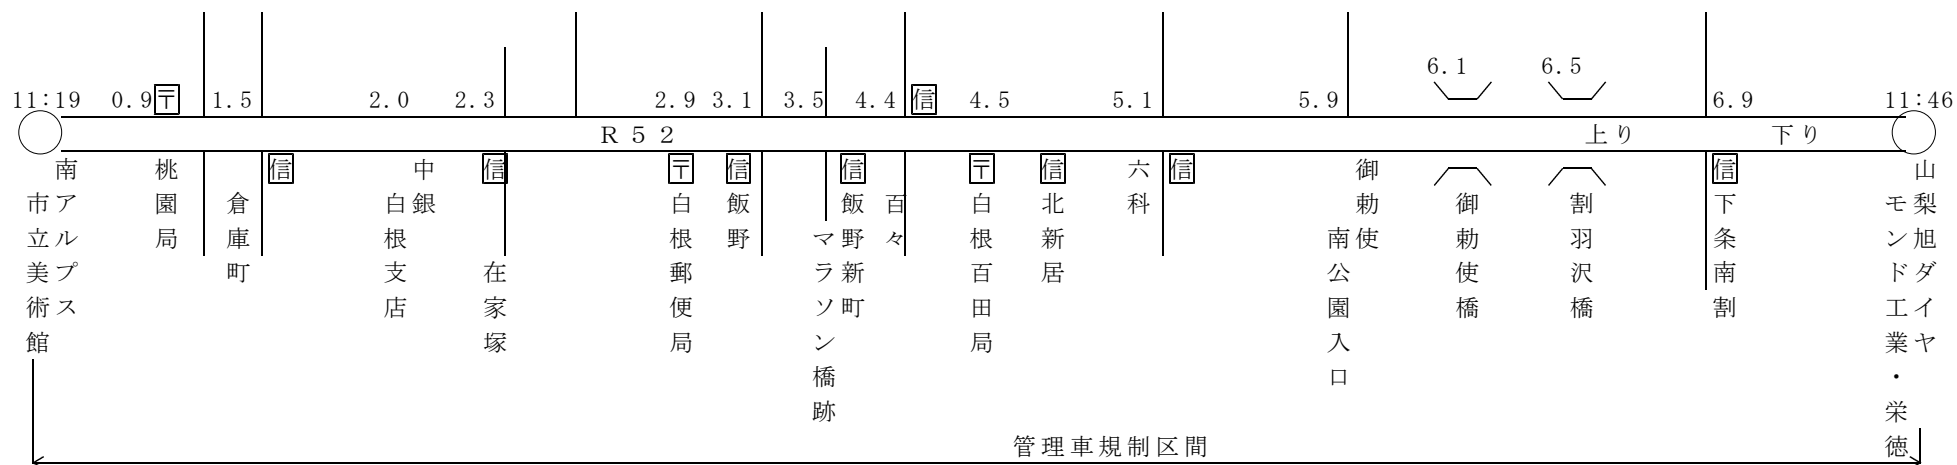 6.1 6.5
11:19 0.9 〒 1.5 2.0 2.3 2.9 3.1 3.5 4.4 信 4.5 5.1 5.9 6.9 11:46
R52 上り 下り
信 信 〒 信 信 〒 信 信 信
南アルプス
市立美術館
桃園局
倉庫町
中銀
白根支店
在家塚
白根郵便局
飯野
マラソン橋跡
飯野新町
百々
白根百田局
北新居
六科
御勅使
南公園入口
御勅使橋
割羽沢橋
下条南割
山梨旭ダイヤ
モンド工業・栄徳
管理車規制区間